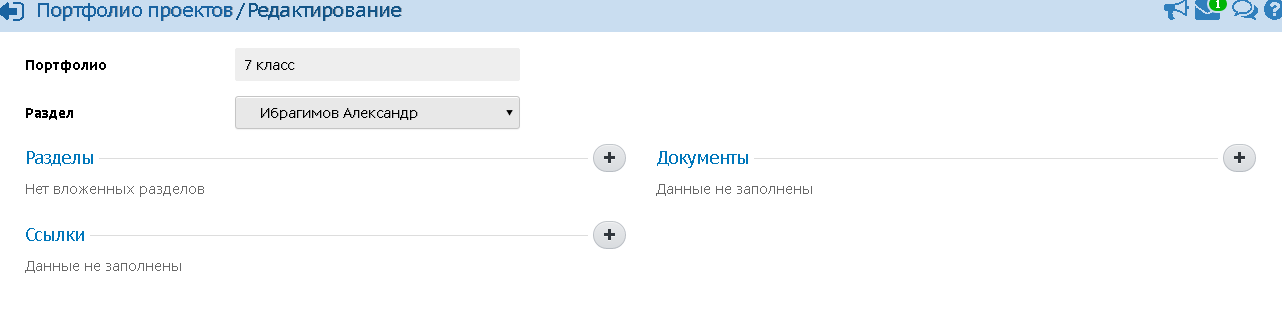 Портфолио проектов/Редактирование
1
?
Портфолио
7 класс
Раздел
Ибрагимов Александр
Разделы
Документы
Нет вложенных разделов
Данные не заполнены
Ссылки
Данные не заполнены